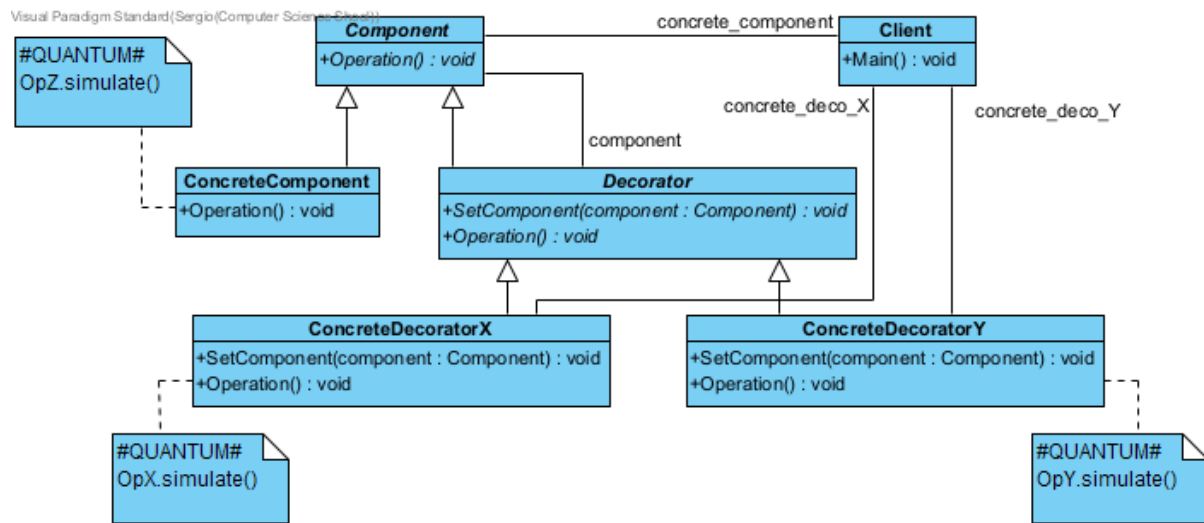 Visual Paradigm Standard(Sergio(Computer Science School))
#QUANTUM#
OpZ.simulate()
Component
+Operation() : void
concrete_component
Client
+Main() : void
concrete_deco_X
concrete_deco_Y
component
ConcreteComponent
+Operation() : void
Decorator
+SetComponent(component : Component) : void
+Operation() : void
ConcreteDecoratorX
+SetComponent(component : Component) : void
+Operation() : void
ConcreteDecoratorY
+SetComponent(component : Component) : void
+Operation() : void
#QUANTUM#
OpX.simulate()
#QUANTUM#
OpY.simulate()